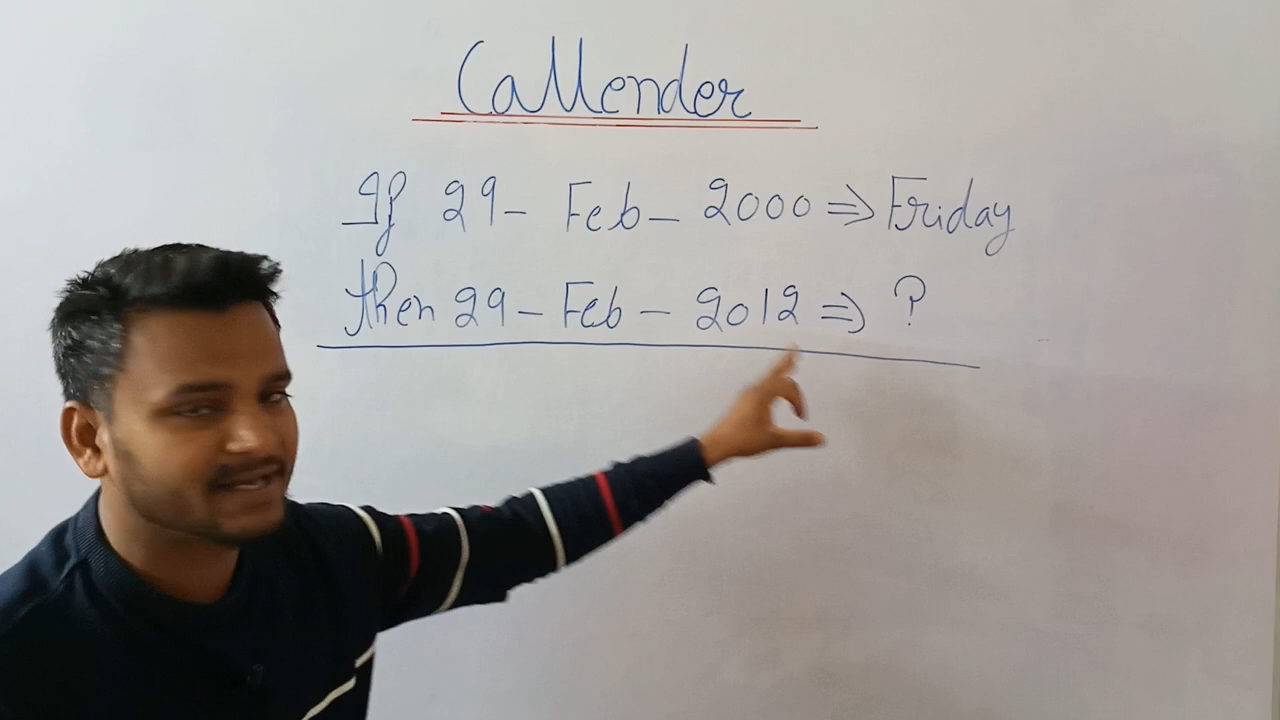 Callender
If 29- Feb- 2000 ⇒ Friday
then 29 - Feb - 2012 ⇒ ?